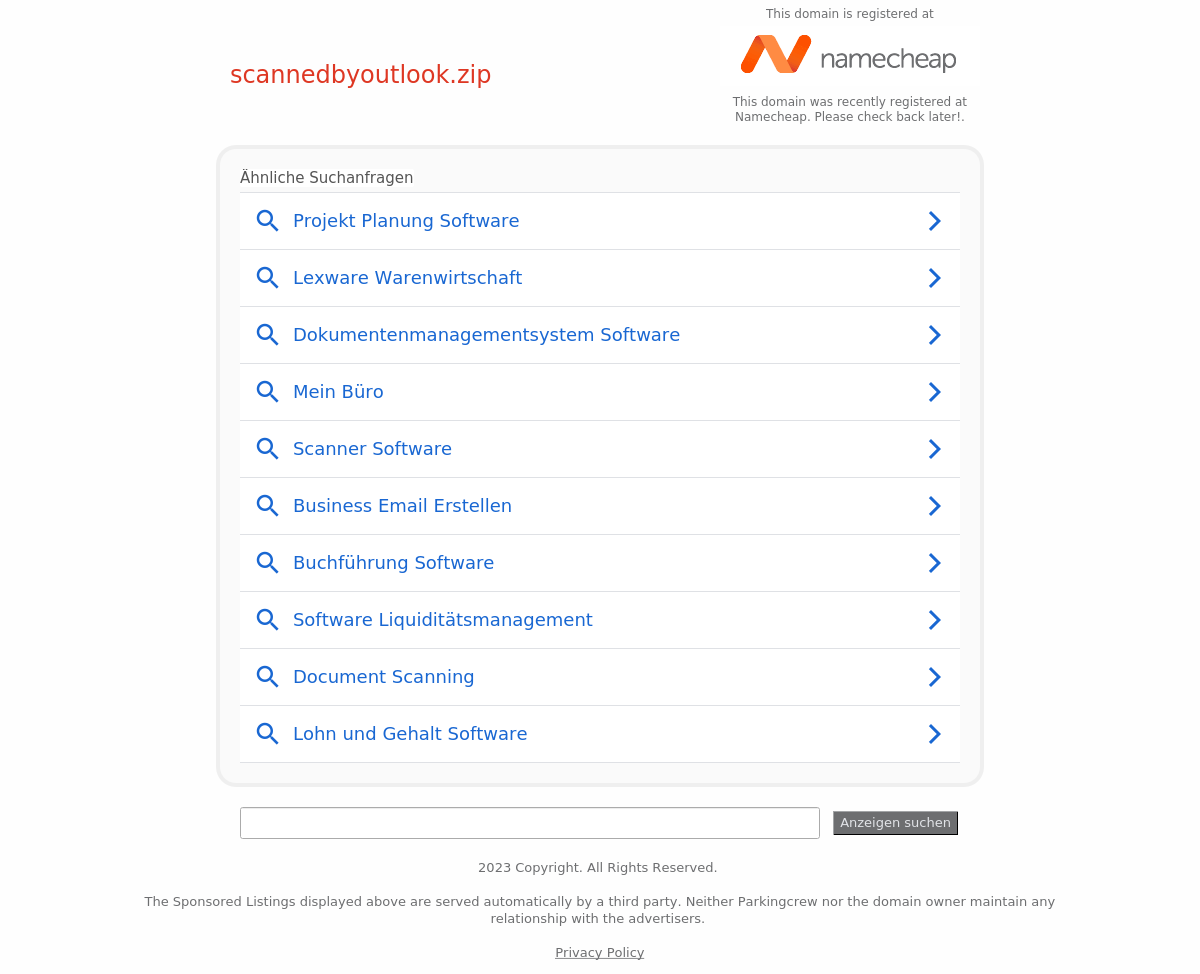 This domain is registered at
namecheap
scannedbyoutlook.zip
This domain was recently registered at
Namecheap. Please check back later!.
Ähnliche Suchanfragen
Projekt Planung Software
Lexware Warenwirtschaft
Dokumentenmanagementsystem Software
Mein Büro
Scanner Software
Business Email Erstellen
Buchführung Software
Software Liquiditätsmanagement
Document Scanning
Lohn und Gehalt Software
Anzeigen suchen
2023 Copyright. All Rights Reserved.
The Sponsored Listings displayed above are served automatically by a third party. Neither Parkingcrew nor the domain owner maintain any
relationship with the advertisers.
Privacy Policy